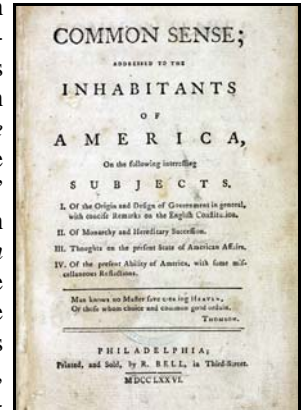 COMMON SENSE;
ADDRESSED TO THE
INHABITANTS
OF
AMERICA,
On the following interesting
SUBJECTS.
I. Of the Origin and Design of Government in general,
with concise Remarks on the English Constitution.
II. Of Monarchy and Hereditary Succession.
III. Thoughts on the present State of American Affairs.
IV. Of the present Ability of America, with some mis-
cellaneous Reflections.
Man knows no Master save creating HEAVEN,
Or those whom choice and common good ordain.
THOMSON.
PHILADELPHIA;
Printed, and Sold, by R. BELL, in Third-Street.
MDCCLXXVI.